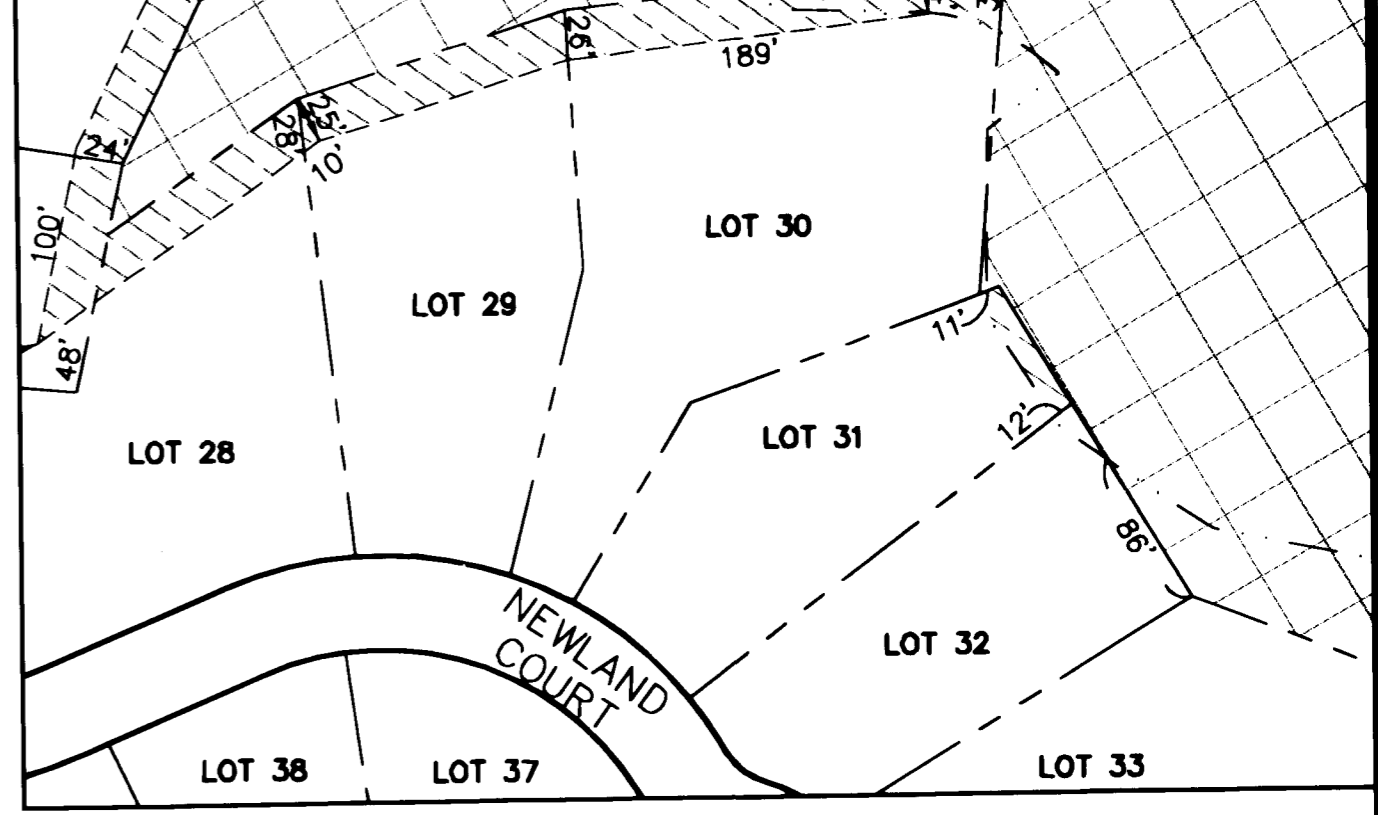 26'
189'
24'
25'
28'
10'
100'
LOT 30
LOT 29
11'
48'
12'
LOT 31
LOT 28
86'
NEWLAND
COURT
LOT 32
LOT 38
LOT 37
LOT 33